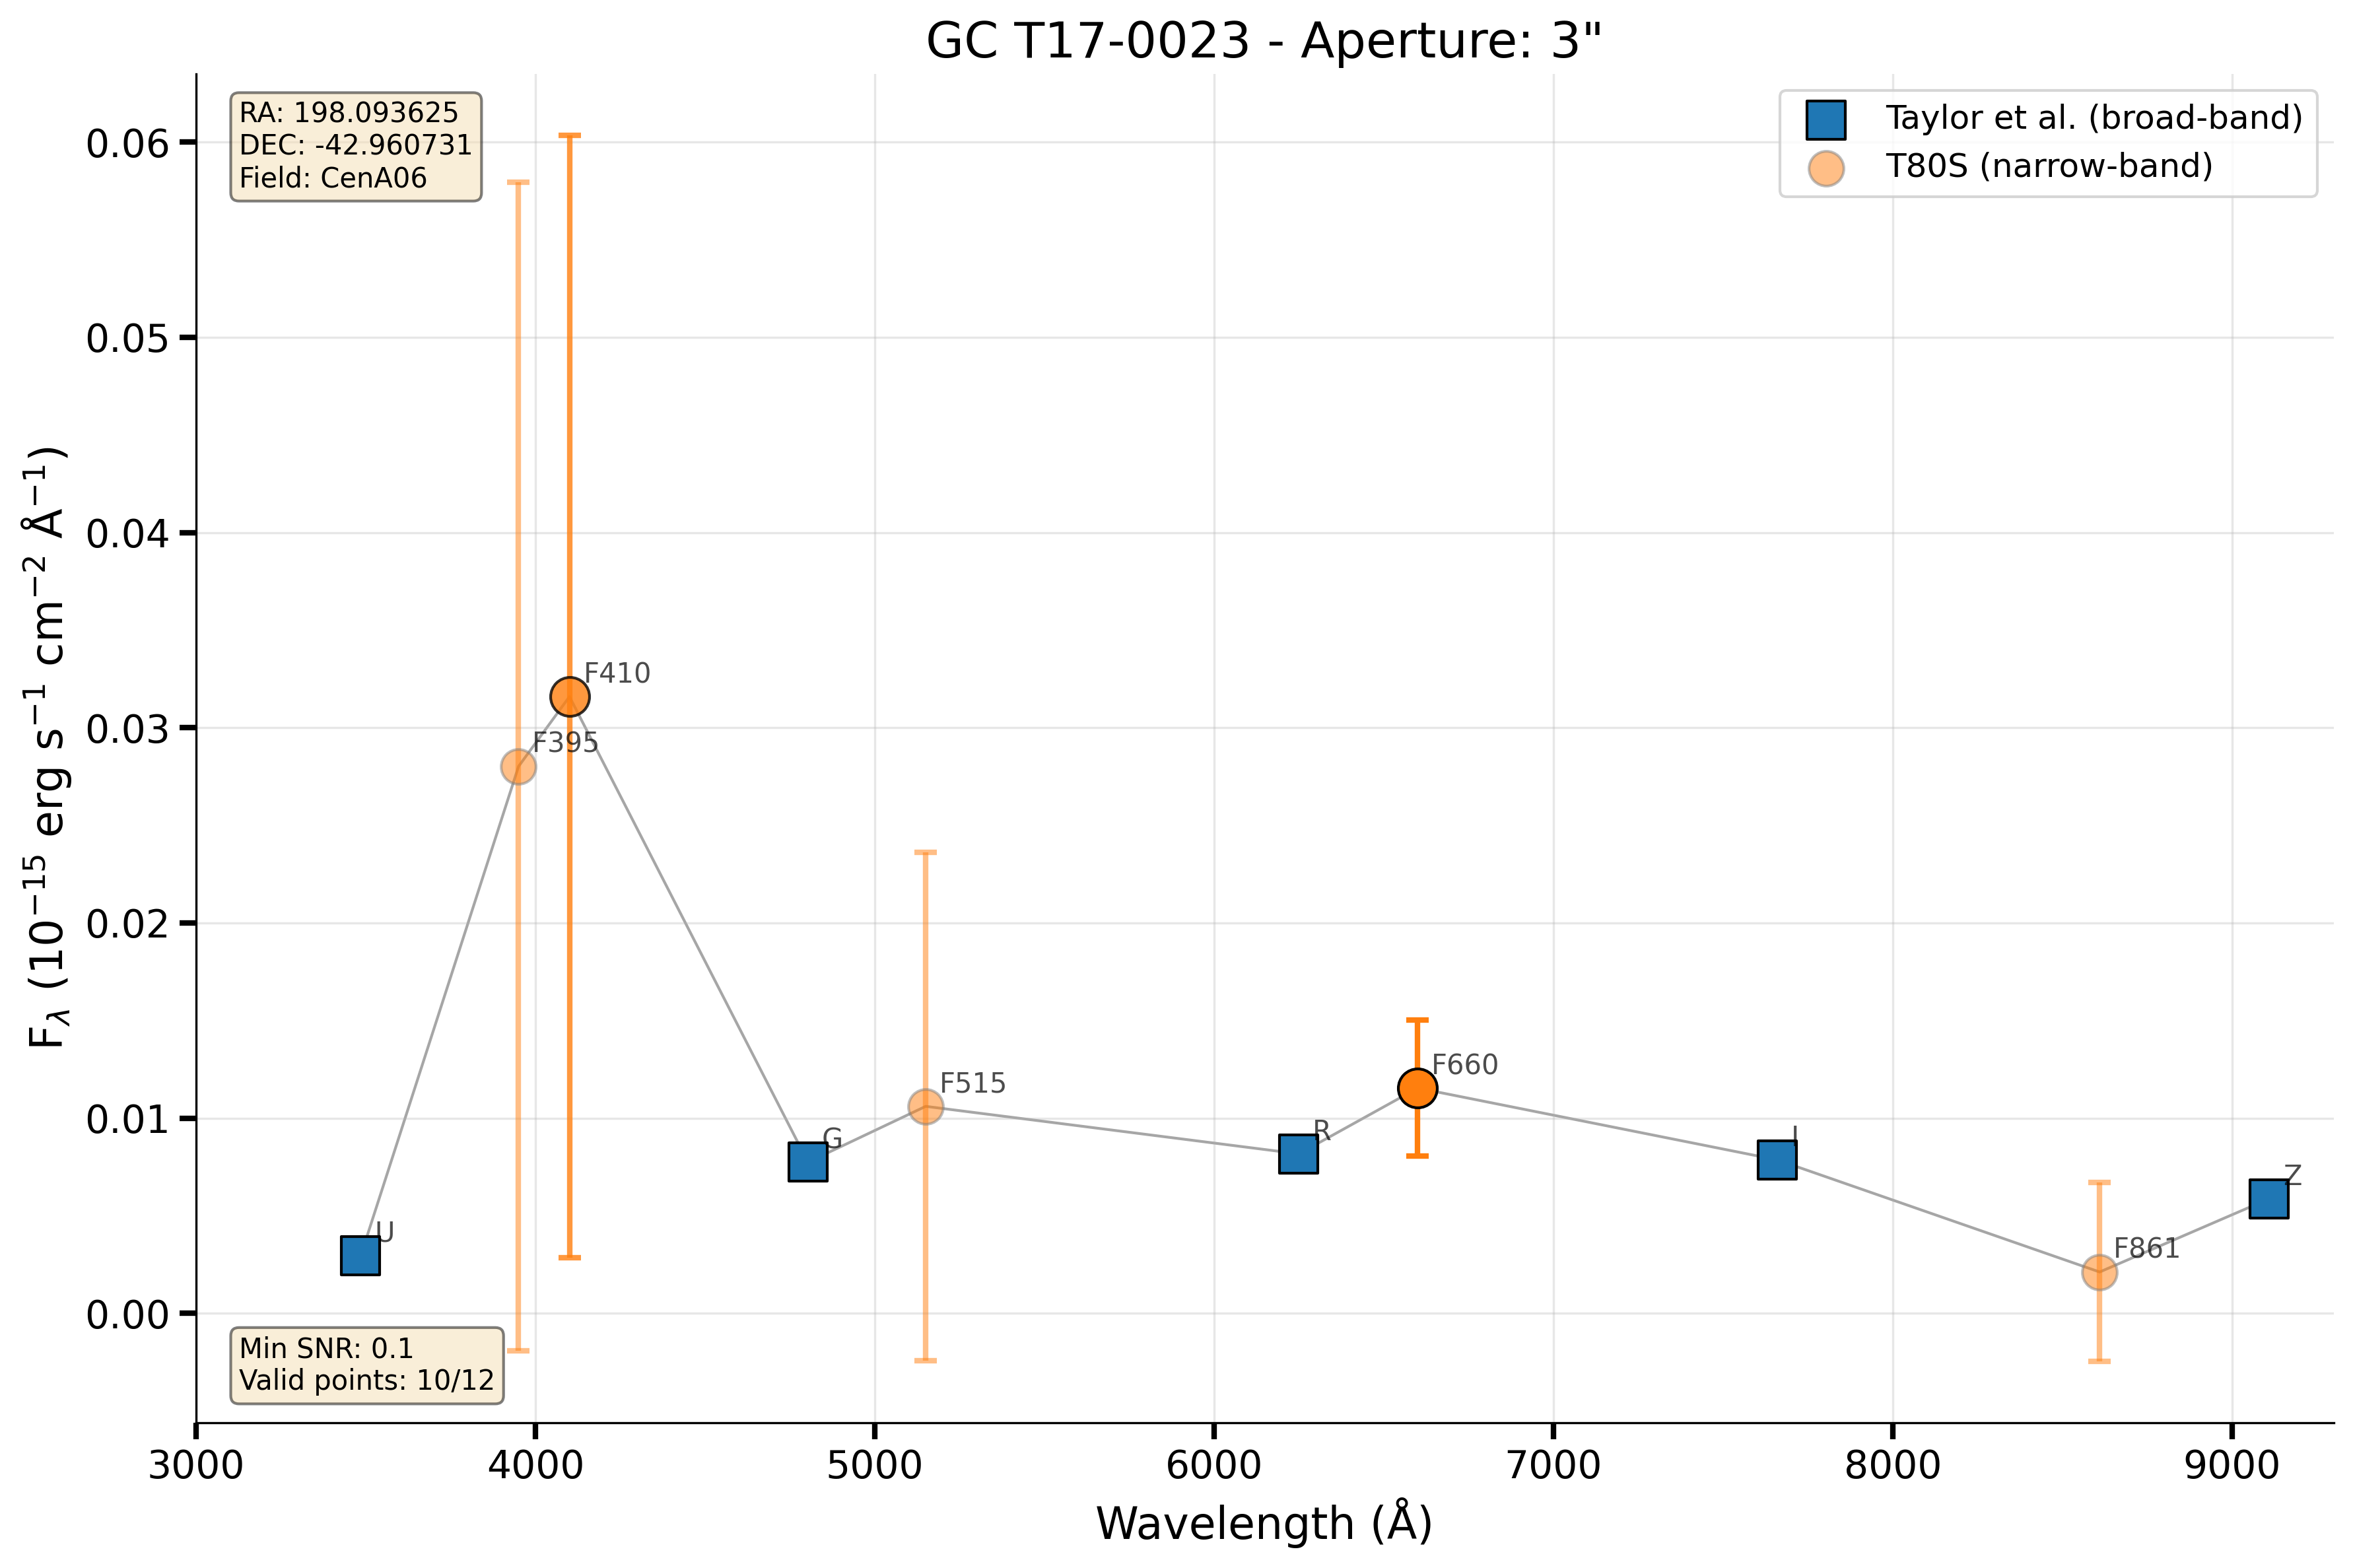 GC T17-0023 - Aperture: 3"
RA: 198.093625
DEC: -42.960731
Field: CenA06
Taylor et al. (broad-band)
T80S (narrow-band)
0.06
0.05
0.04
0.03
0.02
0.01
0.00
F_λ (10⁻¹⁵ erg s⁻¹ cm⁻² Å⁻¹)
F410
F395
F515
F660
G
R
I
Z
U
F861
Min SNR: 0.1
Valid points: 10/12
3000 4000 5000 6000 7000 8000 9000
Wavelength (Å)